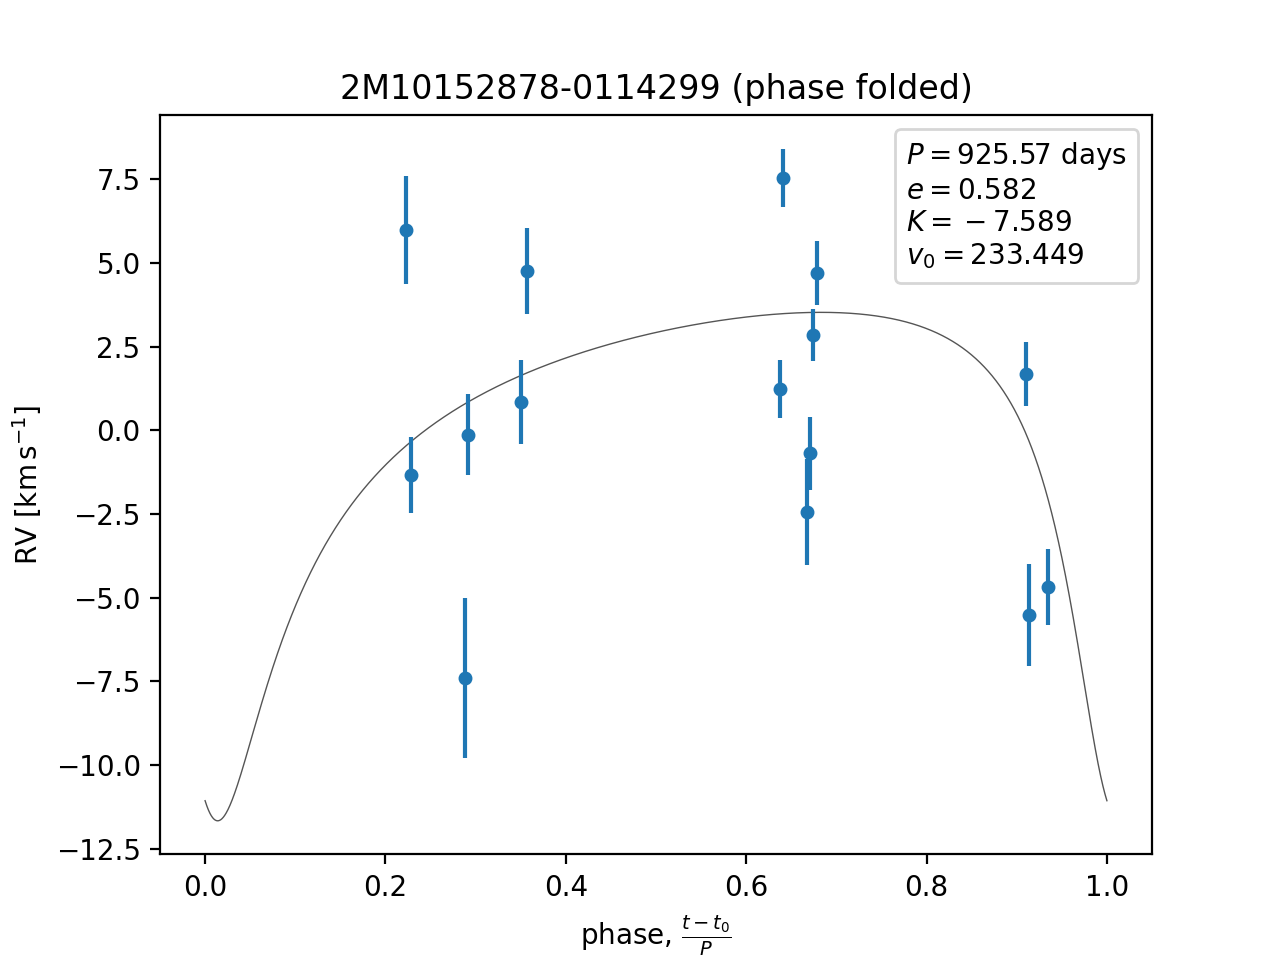 2M10152878-0114299 (phase folded)
P = 925.57 days
e = 0.582
K = − 7.589
v₀ = 233.449
7.5
5.0
2.5
0.0
−2.5
−5.0
−7.5
−10.0
−12.5
RV [km s⁻¹]
0.0 0.2 0.4 0.6 0.8 1.0
phase, (t − t₀)/P